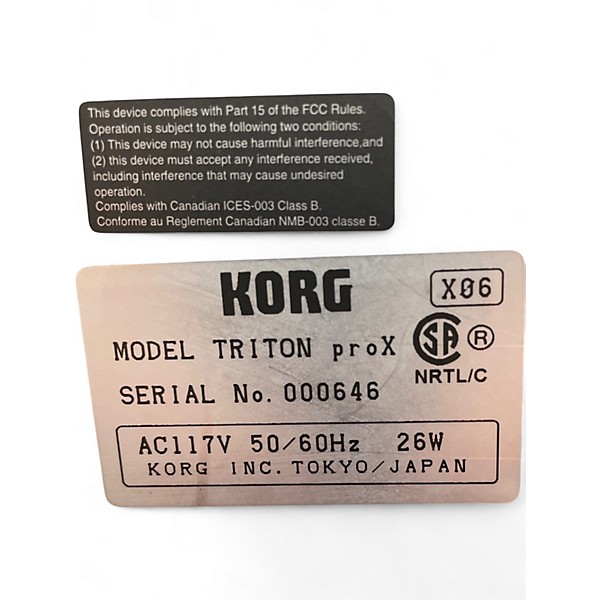 This device complies with Part 15 of the FCC Rules.
Operation is subject to the following two conditions:
(1) This device may not cause harmful interference,and
(2) this device must accept any interference received,
including interference that may cause undesired
operation.
Complies with Canadian ICES-003 Class B.
Conforme au Reglement Canadian NMB-003 classe B.
KORG
X06
MODEL TRITON proX
SA ®
NRTL/C
SERIAL No. 000646
AC117V 50/60Hz 26W
KORG INC. TOKYO/JAPAN